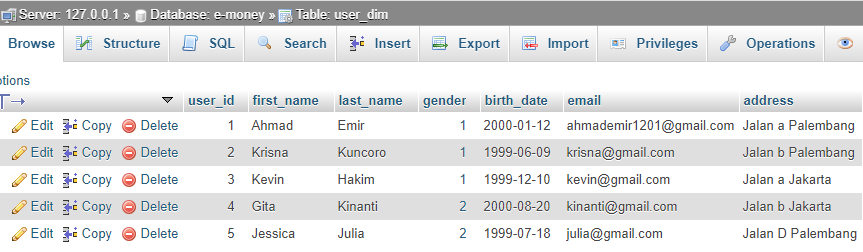 Server: 127.0.0.1 » Database: e-money » Table: user_dim
Browse Structure SQL Search Insert Export Import Privileges Operations
ptions
user_id first_name last_name gender birth_date email address
Edit Copy Delete 1 Ahmad Emir 1 2000-01-12 ahmademir1201@gmail.com Jalan a Palembang
Edit Copy Delete 2 Krisna Kuncoro 1 1999-06-09 krisna@gmail.com Jalan b Palembang
Edit Copy Delete 3 Kevin Hakim 1 1999-12-10 kevin@gmail.com Jalan a Jakarta
Edit Copy Delete 4 Gita Kinanti 2 2000-08-20 kinanti@gmail.com Jalan b Jakarta
Edit Copy Delete 5 Jessica Julia 2 1999-07-18 julia@gmail.com Jalan D Palembang